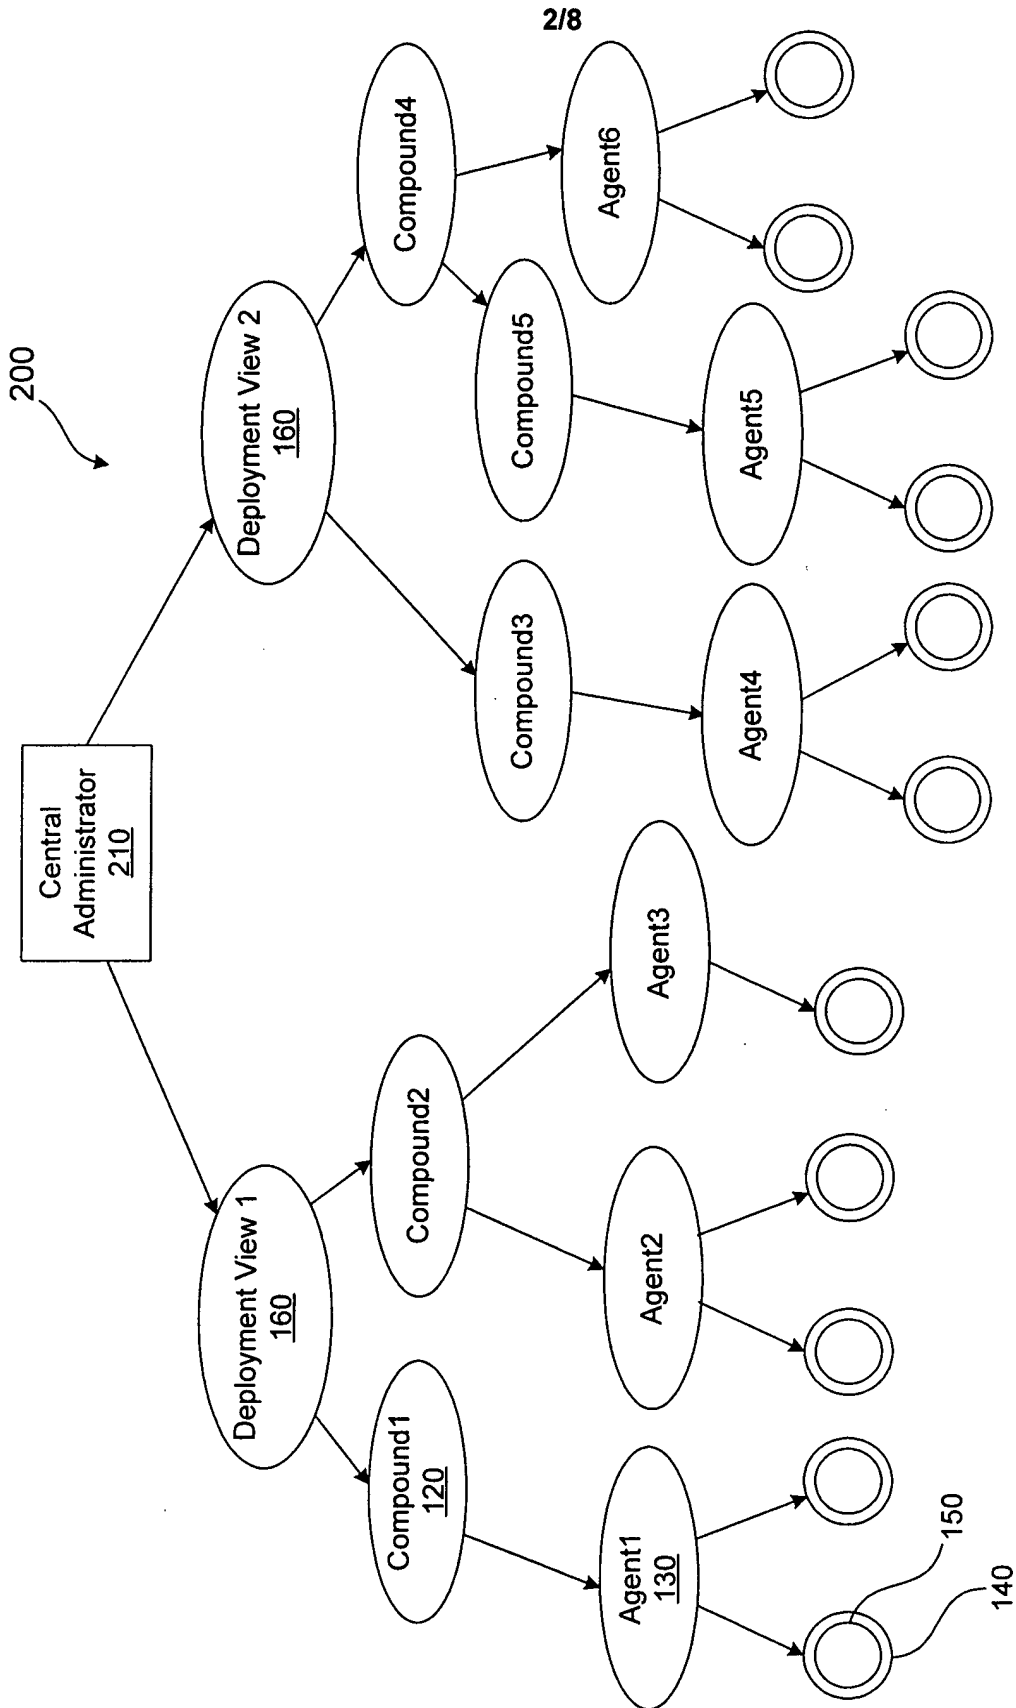 2/8
200
Central
Administrator
210
Deployment View 1
160
Deployment View 2
160
Compound1
120
Compound2
Compound3
Compound5
Compound4
Agent1
130
Agent2
Agent3
Agent4
Agent5
Agent6
150
140